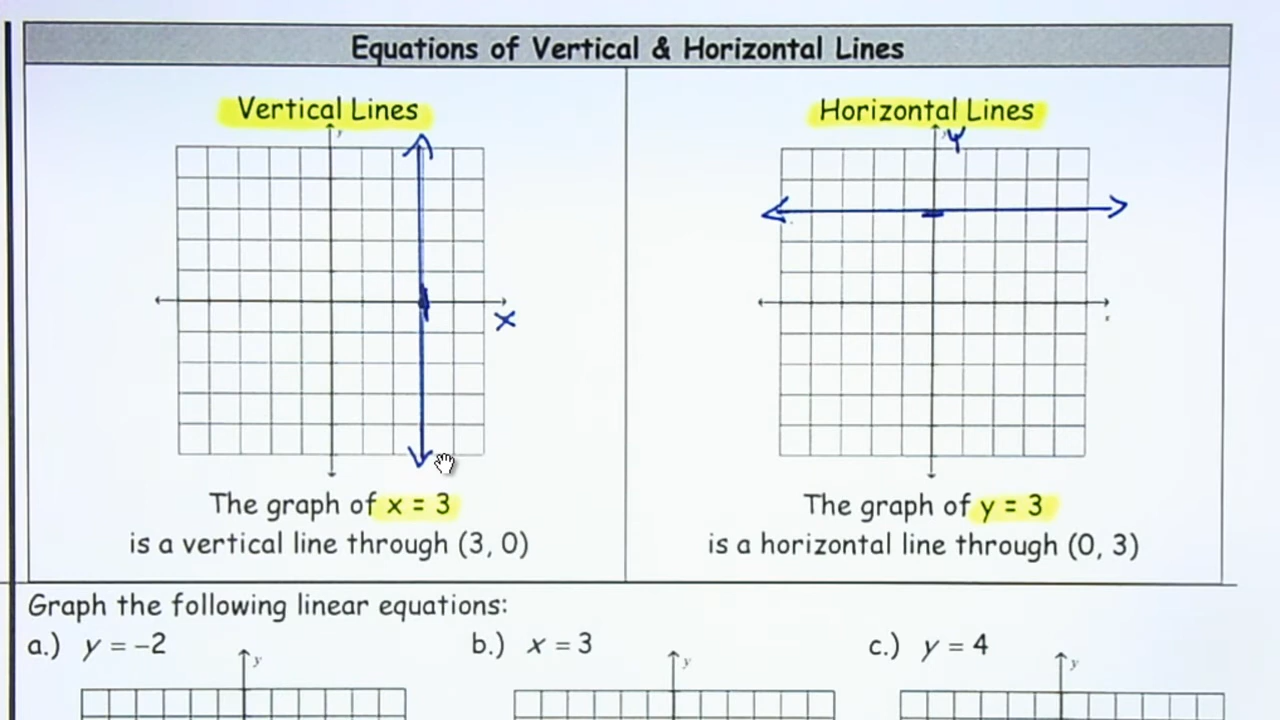 Equations of Vertical & Horizontal Lines
Vertical Lines
y
x
The graph of x = 3
is a vertical line through (3, 0)
Horizontal Lines
y
The graph of y = 3
is a horizontal line through (0, 3)
Graph the following linear equations:
a.) y = −2
y
b.) x = 3
y
c.) y = 4
y